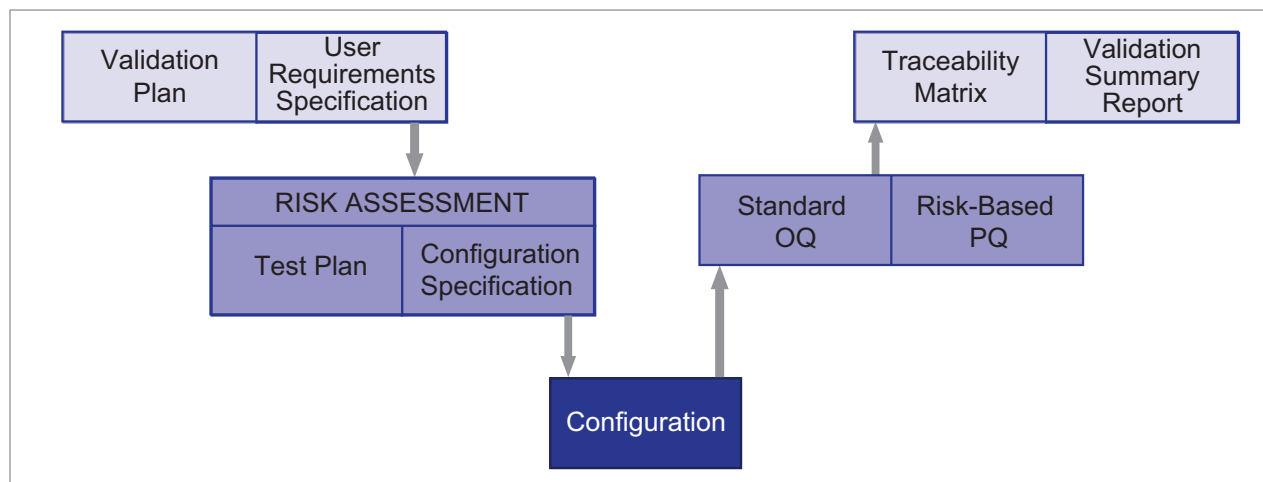 Validation
Plan
User
Requirements
Specification
Traceability
Matrix
Validation
Summary
Report
RISK ASSESSMENT
Test Plan
Configuration
Specification
Standard
OQ
Risk-Based
PQ
Configuration